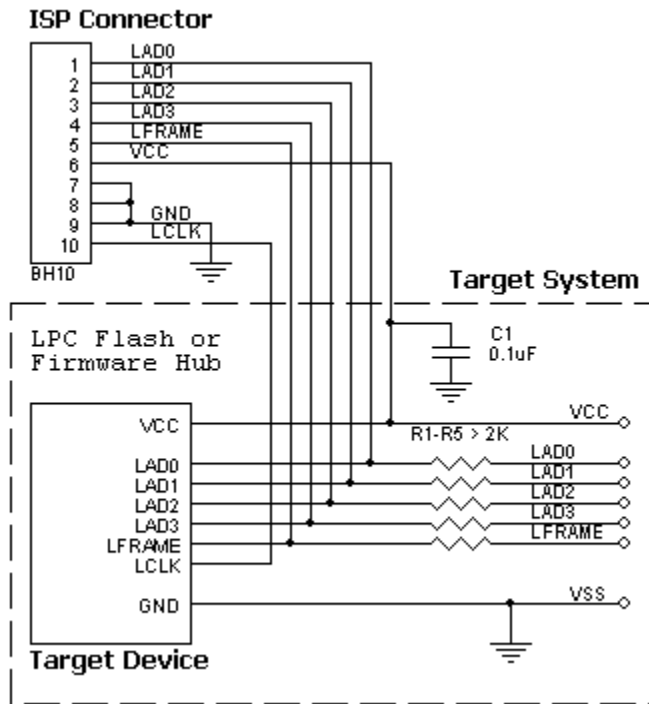 ISP Connector
1 LAD0
2 LAD1
3 LAD2
4 LAD3
5 LFRAME
6 VCC
7
8
9 GND
10 LCLK
BH10
Target System
LPC Flash or
Firmware Hub
C1
0.1uF
VCC
VCC
R1-R5 > 2K
LAD0 LAD0
LAD1 LAD1
LAD2 LAD2
LAD3 LAD3
LFRAME LFRAME
LCLK
GND VSS
Target Device